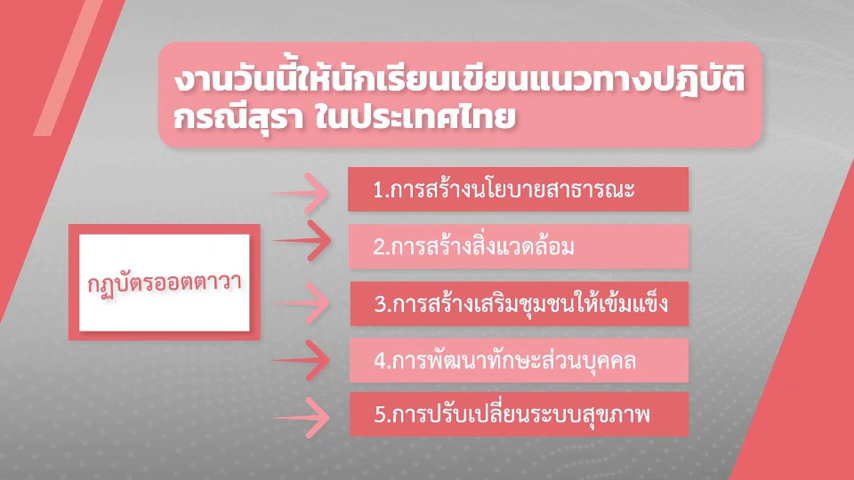 งานวันนี้ให้นักเรียนเขียนแนวทางปฏิบัติ
กรณีสุรา ในประเทศไทย
กฏบัตรออตตาวา
1.การสร้างนโยบายสาธารณะ
2.การสร้างสิ่งแวดล้อม
3.การสร้างเสริมชุมชนให้เข้มแข็ง
4.การพัฒนาทักษะส่วนบุคคล
5.การปรับเปลี่ยนระบบสุขภาพ